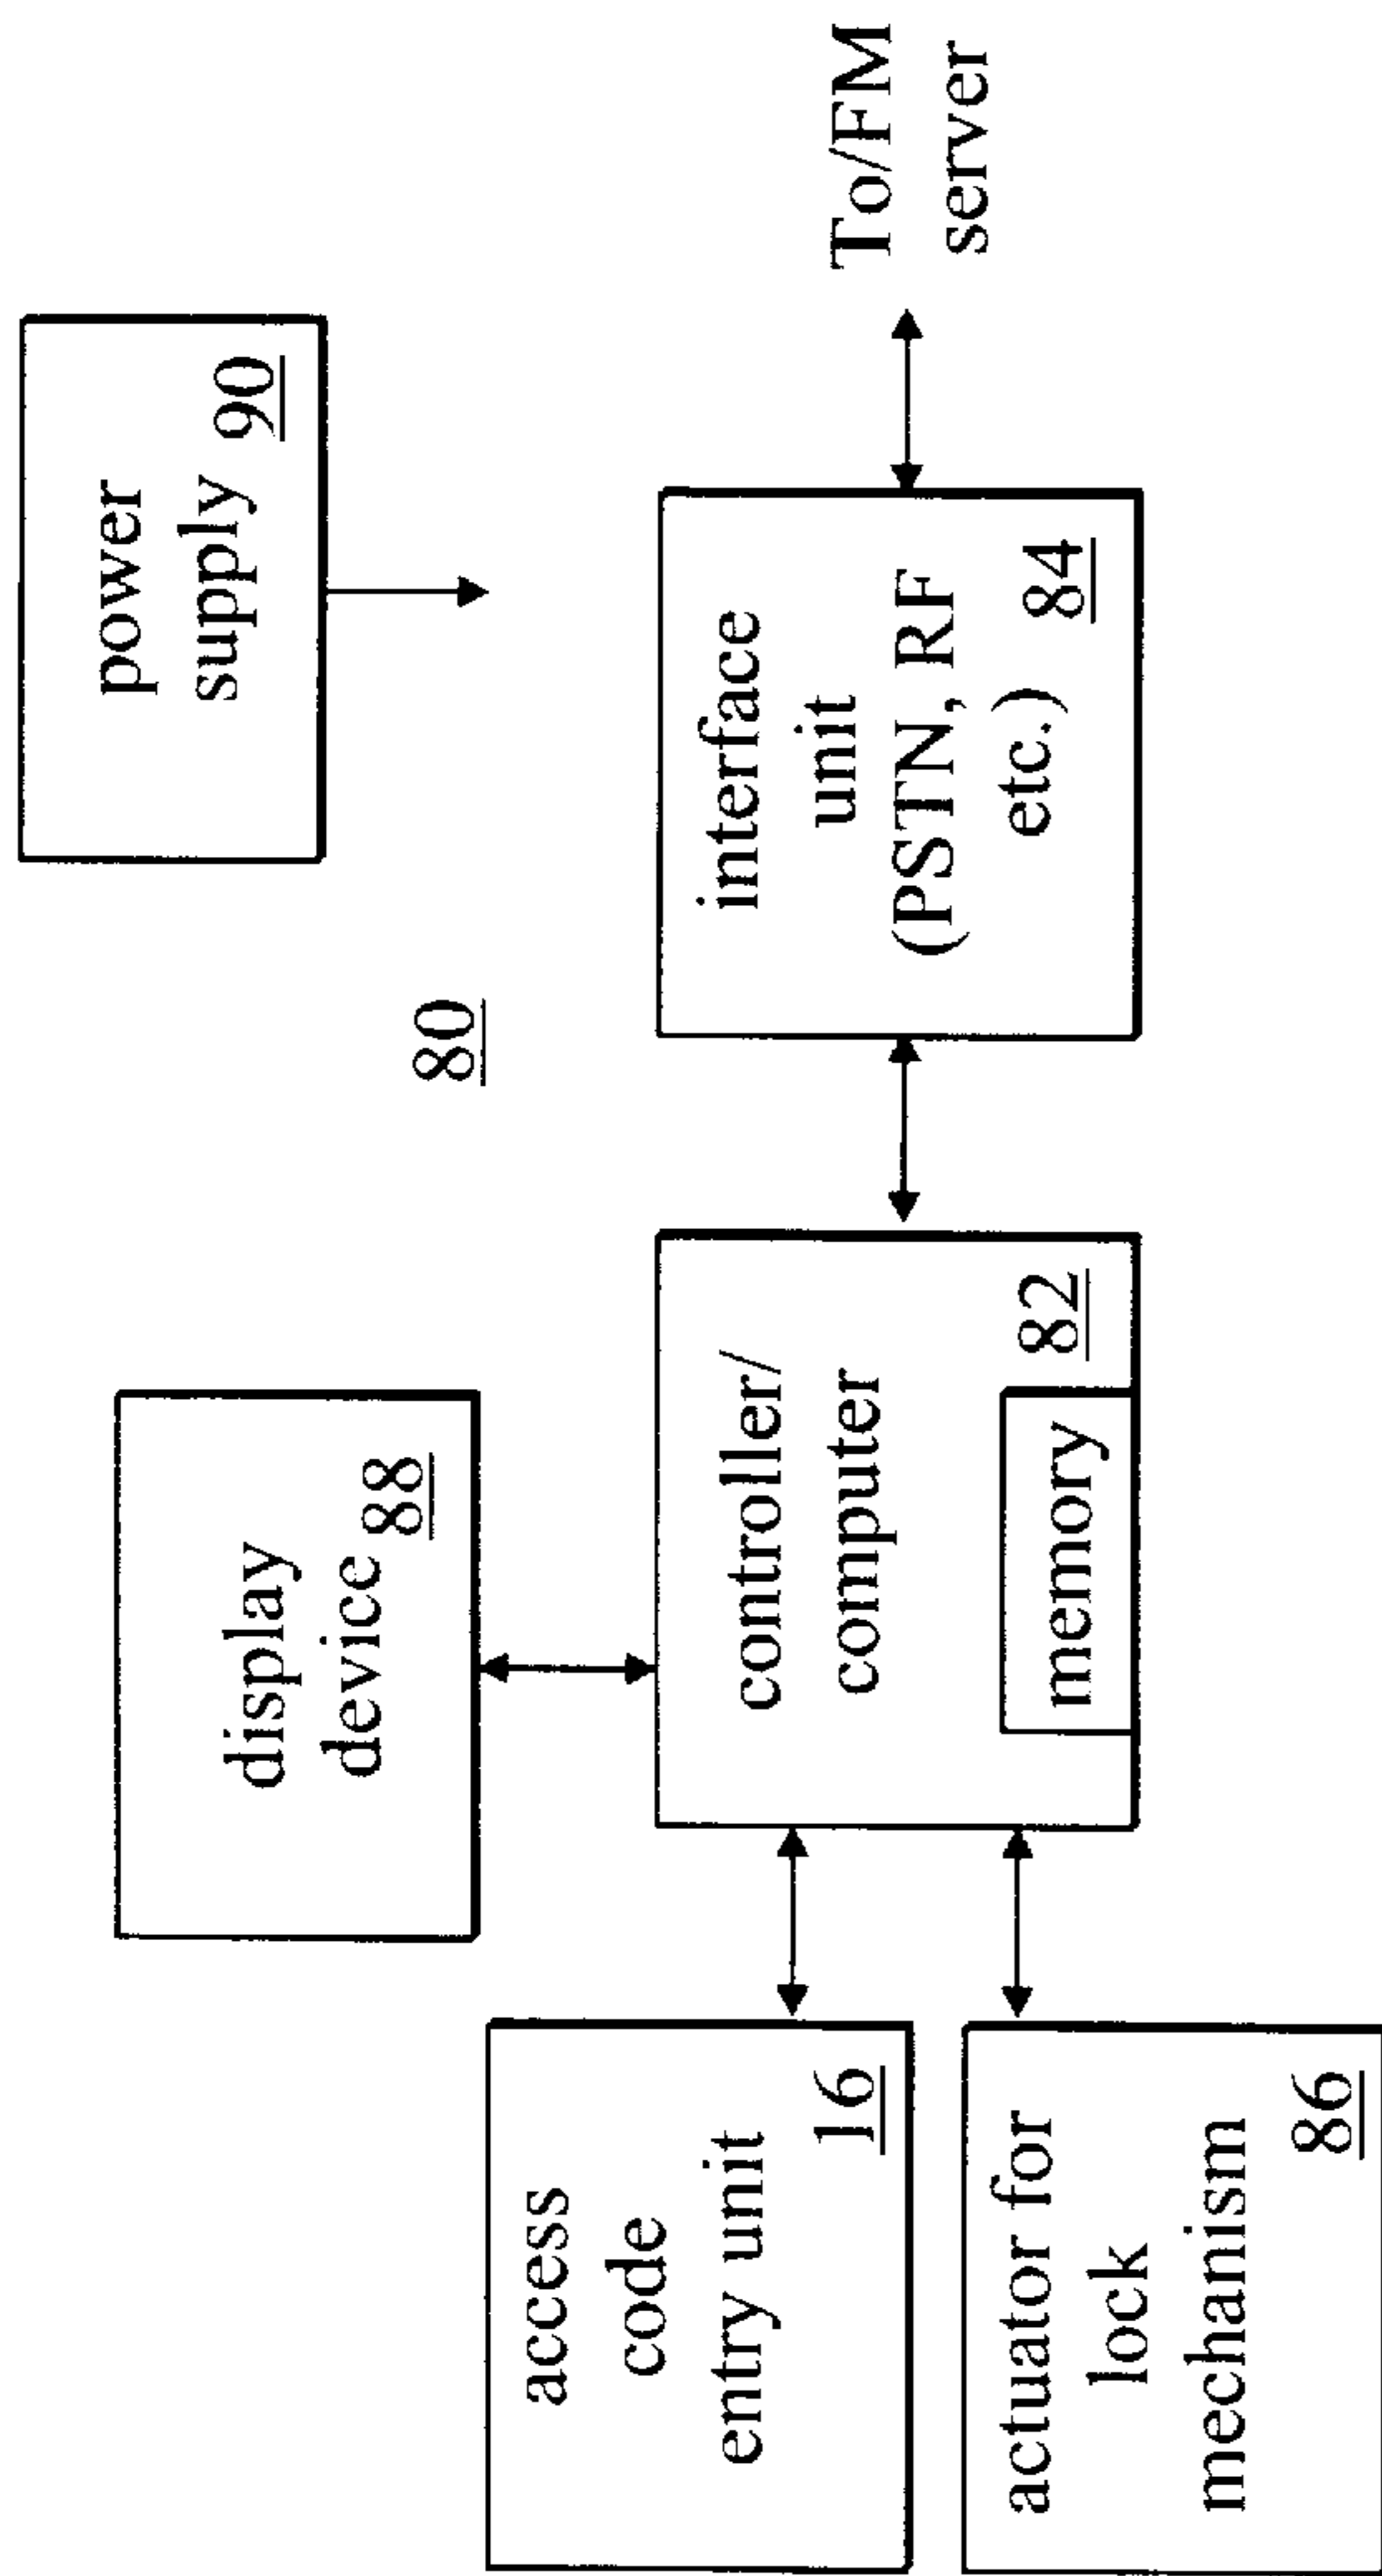 power
supply 90
80
display
device 88
access
code
entry unit
16
controller/
computer
82
memory
interface
unit
(PSTN, RF
etc.) 84
To/FM
server
actuator for
lock
mechanism
86